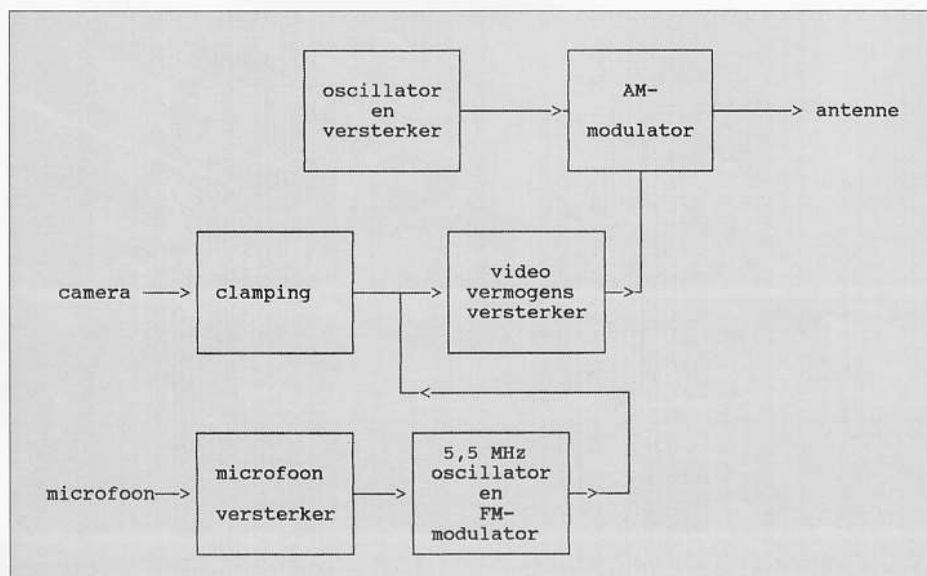 oscillator
en
versterker
AM-
modulator
antenne
camera
clamping
video
vermogens
versterker
microfoon
microfoon
versterker
5,5 MHz
oscillator
en
FM-
modulator